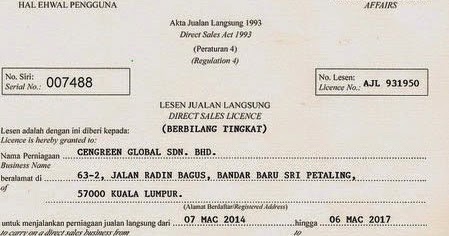 HAL EHWAL PENGGUNA AFFAIRS
Akta Jualan Langsung 1993
Direct Sales Act 1993
(Peraturan 4)
(Regulation 4)
No. Siri: No. Lesen:
Serial No.: 007488 Licence No.: AJL 931950
LESEN JUALAN LANGSUNG
DIRECT SALES LICENCE
Lesen adalah dengan ini diberi kepada: (BERBILANG TINGKAT)
Licence is hereby granted to:
Nama Perniagaan CENGREEN GLOBAL SDN. BHD.
Business Name
beralamat di 63-2, JALAN RADIN BAGUS, BANDAR BARU SRI PETALING,
of
57000 KUALA LUMPUR.
(Alamat Berdaftar/Registered Address)
untuk menjalankan perniagaan jualan langsung dari 07 MAC 2014 hingga 06 MAC 2017
to carry on a direct sales business from to